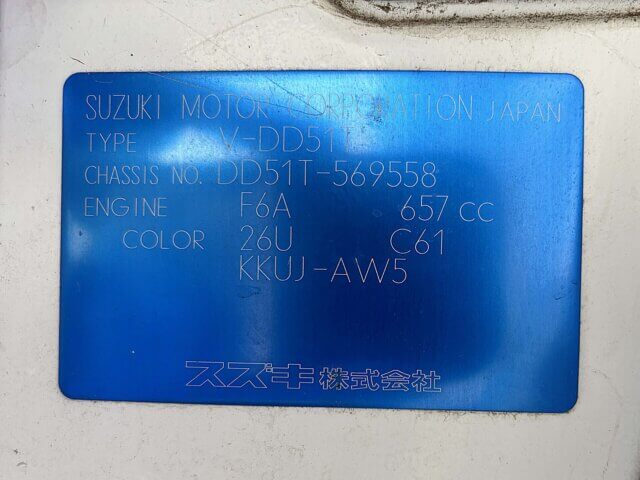 SUZUKI MOTOR CORPORATION JAPAN
TYPE V-DD51T
CHASSIS NO. DD51T-569558
ENGINE F6A 657 CC
COLOR 26U C61
KKUJ-AW5
スズキ株式会社